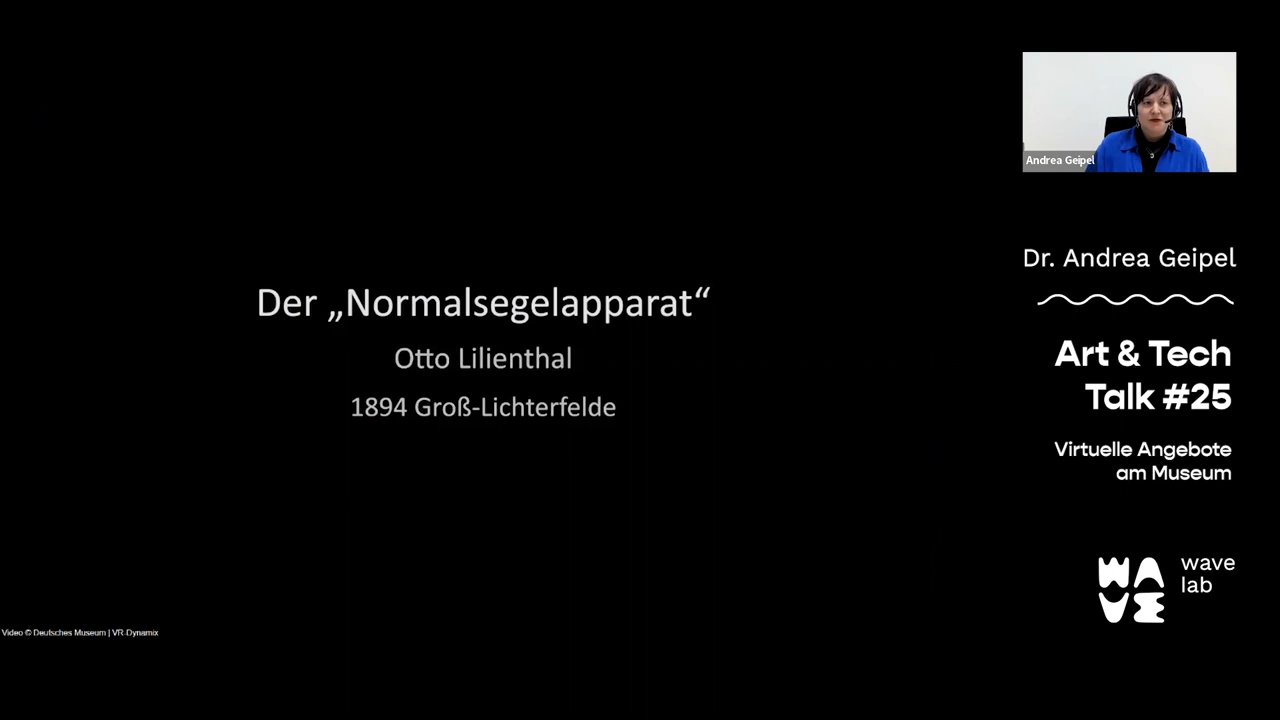 Der „Normalsegelapparat“
Otto Lilienthal
1894 Groß-Lichterfelde
Video © Deutsches Museum | VR-Dynamix
Andrea Geipel
Dr. Andrea Geipel
Art & Tech
Talk #25
Virtuelle Angebote
am Museum
WAVE
wave
lab